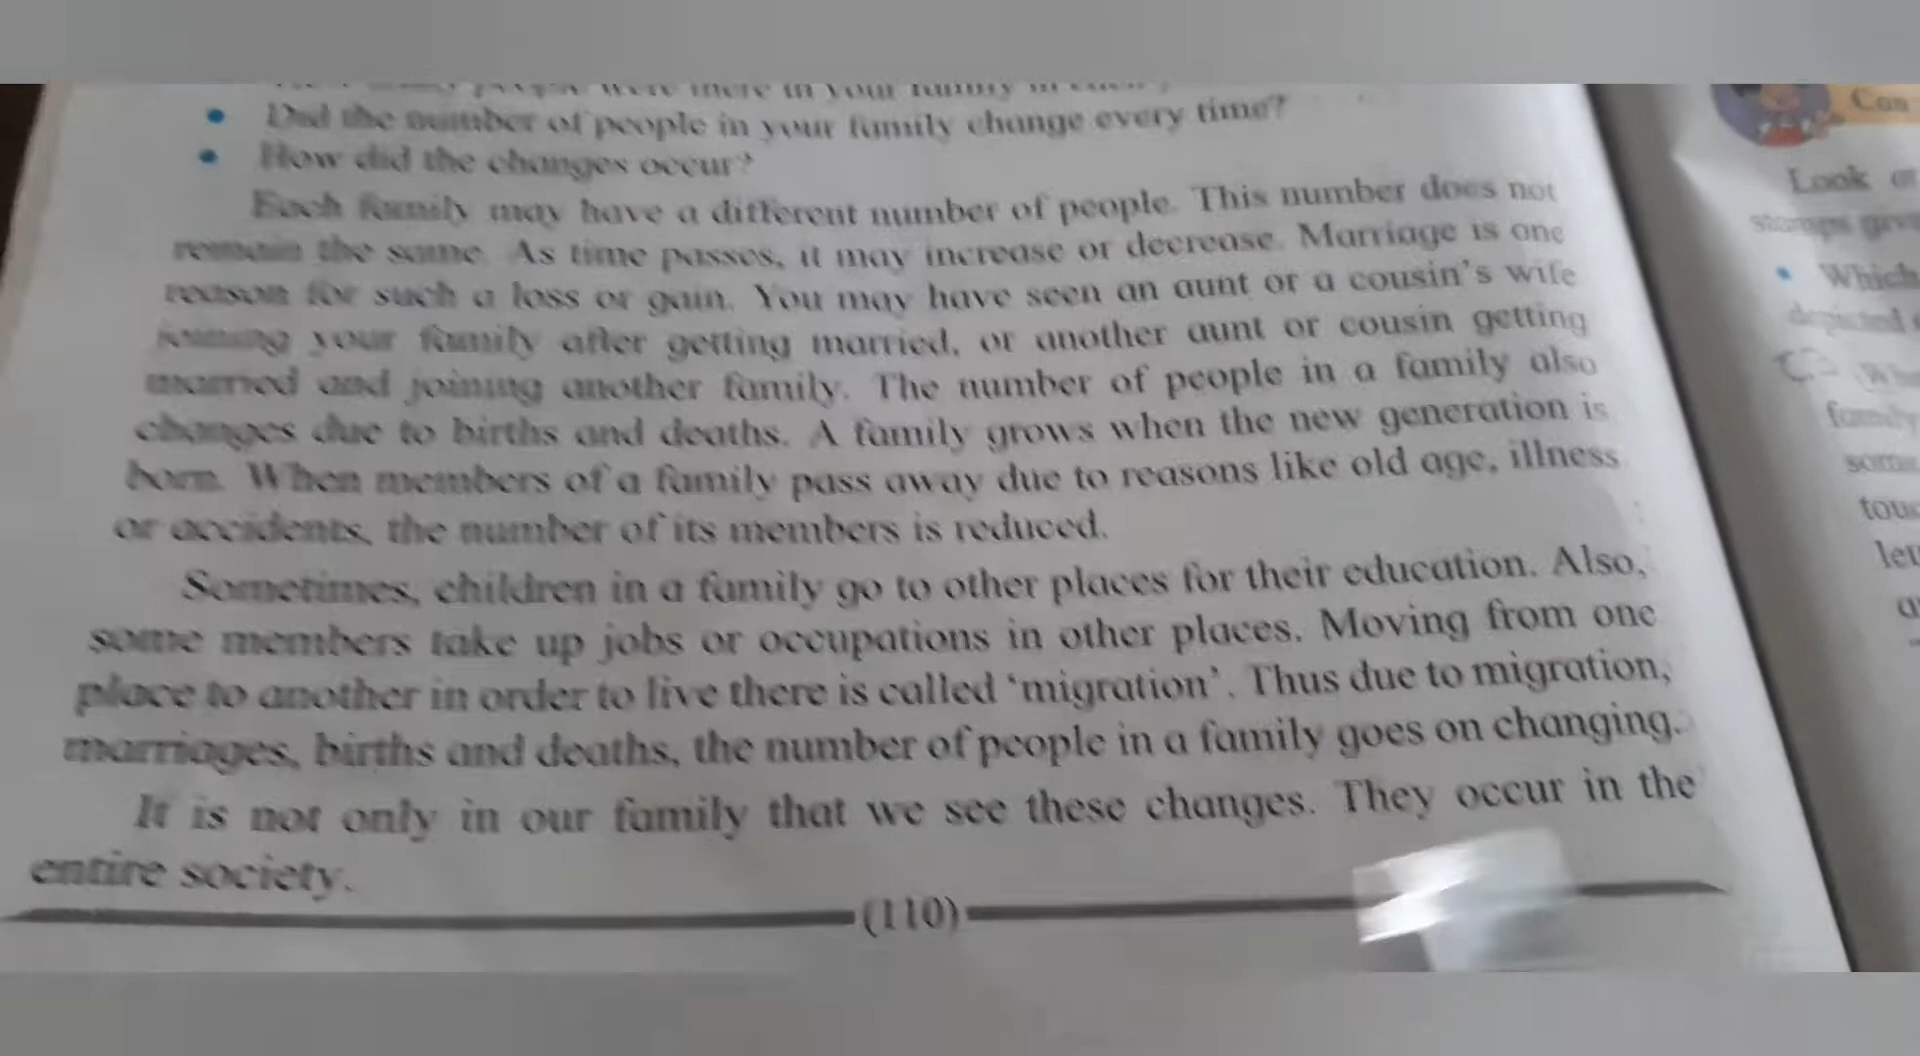 were there in your family in
• Did the number of people in your family change every time?
• How did the changes occur?
Each family may have a different number of people. This number does not
remain the same. As time passes, it may increase or decrease. Marriage is one
reason for such a loss or gain. You may have seen an aunt or a cousin's wife
joining your family after getting married, or another aunt or cousin getting
married and joining another family. The number of people in a family also
changes due to births and deaths. A family grows when the new generation is
born. When members of a family pass away due to reasons like old age, illness
or accidents, the number of its members is reduced.
Sometimes, children in a family go to other places for their education. Also,
some members take up jobs or occupations in other places. Moving from one
place to another in order to live there is called 'migration'. Thus due to migration,
marriages, births and deaths, the number of people in a family goes on changing.
It is not only in our family that we see these changes. They occur in the
entire society.
(110)
Can
Look
• Which
depicted
family